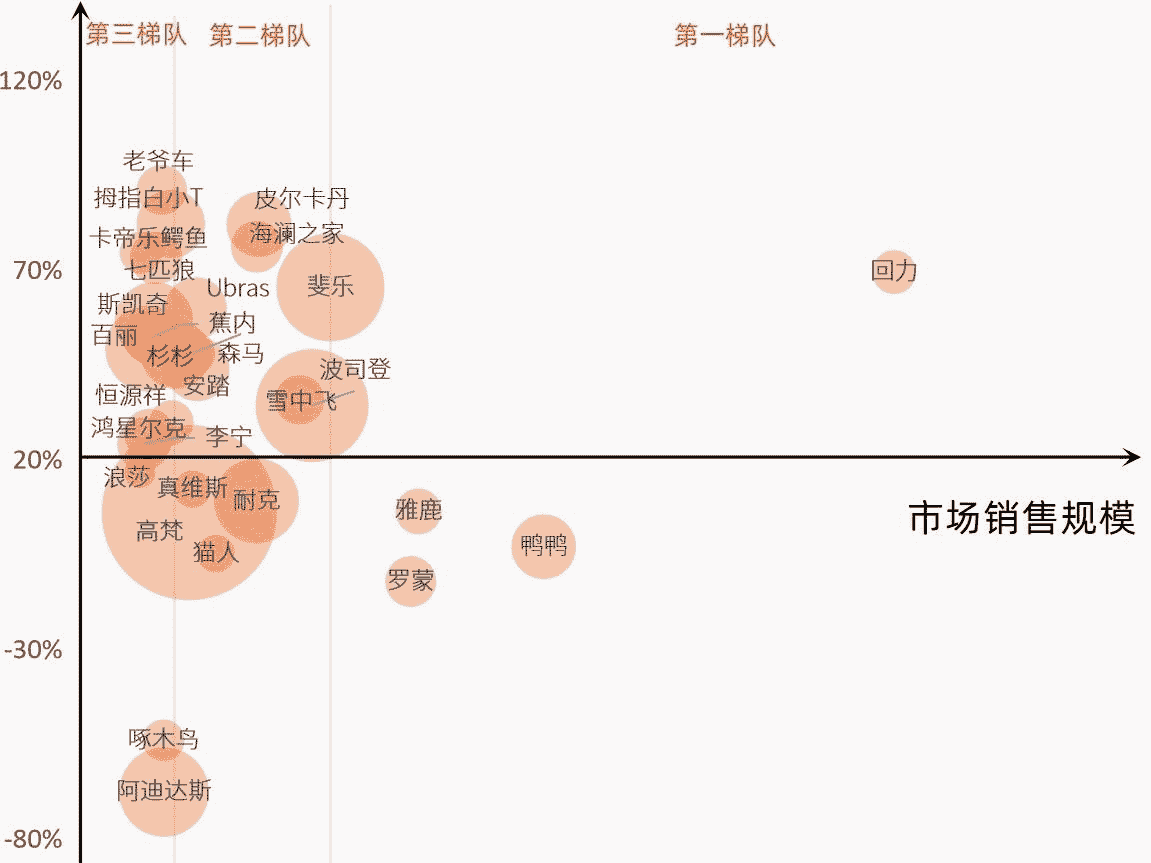 第三梯队 第二梯队 第一梯队
120%
老爷车
拇指白小T 皮尔卡丹
卡帝乐鳄鱼 海澜之家
70% 七匹狼 回力
Ubras 斐乐
斯凯奇
百丽 蕉内
杉杉 森马
安踏 波司登
恒源祥 雪中飞
鸿星尔克 李宁
20%
浪莎 真维斯 耐克 雅鹿
市场销售规模
高梵 鸭鸭
猫人
罗蒙
-30%
啄木鸟
阿迪达斯
-80%